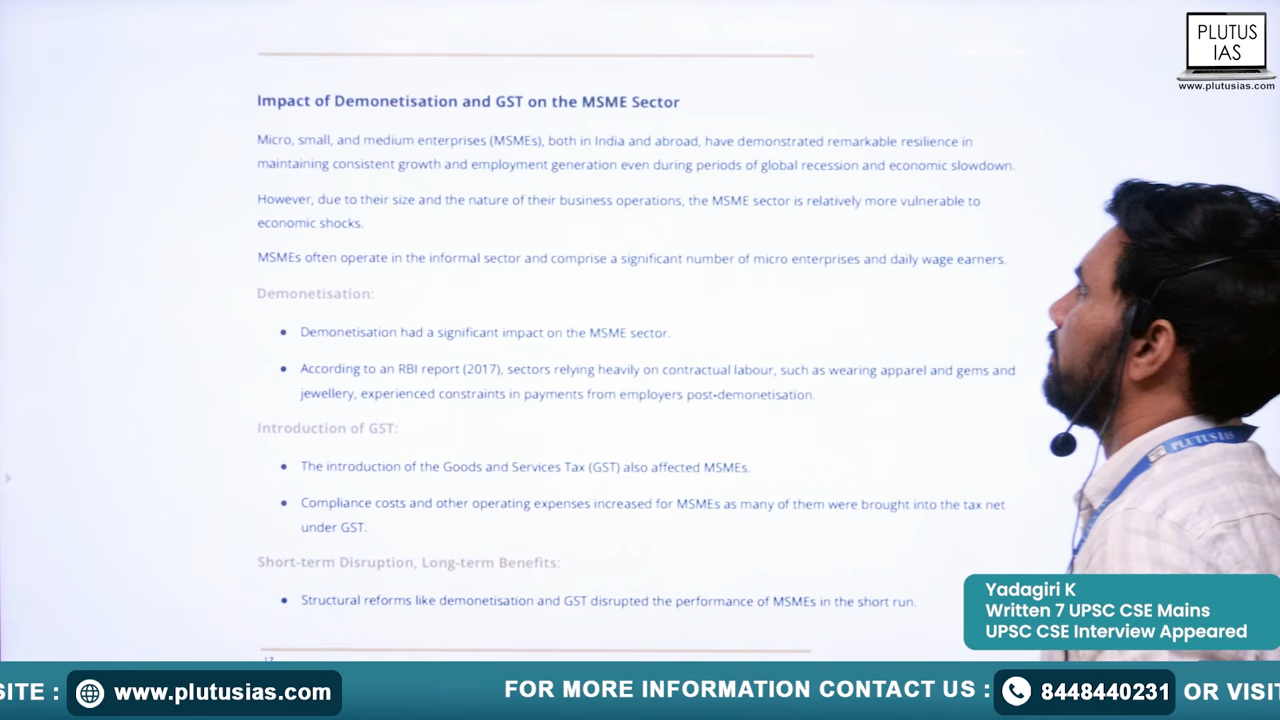 PLUTUS
IAS
www.plutusias.com
Impact of Demonetisation and GST on the MSME Sector
Micro, small, and medium enterprises (MSMEs), both in India and abroad, have demonstrated remarkable resilience in
maintaining consistent growth and employment generation even during periods of global recession and economic slowdown.
However, due to their size and the nature of their business operations, the MSME sector is relatively more vulnerable to
economic shocks.
MSMEs often operate in the informal sector and comprise a significant number of micro enterprises and daily wage earners.
Demonetisation:
● Demonetisation had a significant impact on the MSME sector.
● According to an RBI report (2017), sectors relying heavily on contractual labour, such as wearing apparel and gems and
jewellery, experienced constraints in payments from employers post-demonetisation.
Introduction of GST:
● The introduction of the Goods and Services Tax (GST) also affected MSMEs.
● Compliance costs and other operating expenses increased for MSMEs as many of them were brought into the tax net
under GST.
Short-term Disruption, Long-term Benefits:
● Structural reforms like demonetisation and GST disrupted the performance of MSMEs in the short run.
PLUTUS IAS
Yadagiri K
Written 7 UPSC CSE Mains
UPSC CSE Interview Appeared
SITE : www.plutusias.com FOR MORE INFORMATION CONTACT US : 8448440231 OR VISIT